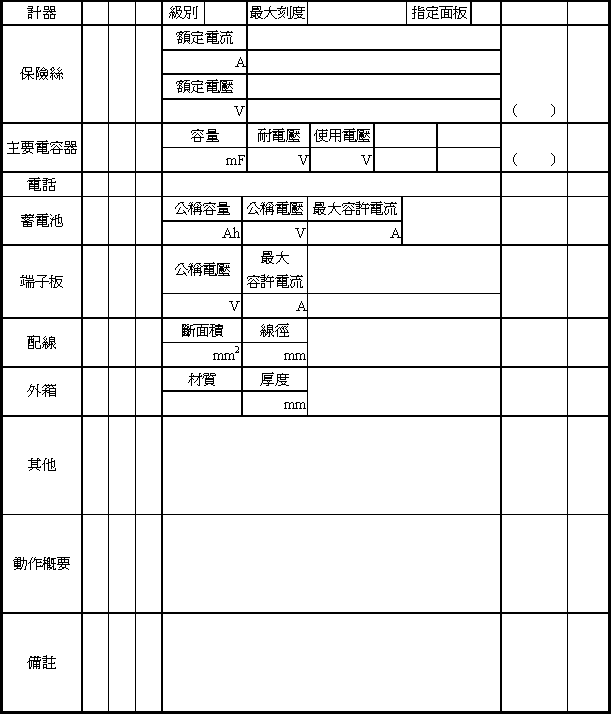 計器 級別 最大刻度 指定面板
額定電流
A
保險絲
額定電壓
V （　　）
容量 耐電壓 使用電壓
主要電容器
mF V V （　　）
電話
公稱容量 公稱電壓 最大容許電流
蓄電池
Ah V A
公稱電壓 最大
容許電流
端子板
V A
斷面積 線徑
配線
mm² mm
材質 厚度
外箱
mm
其他
動作概要
備註